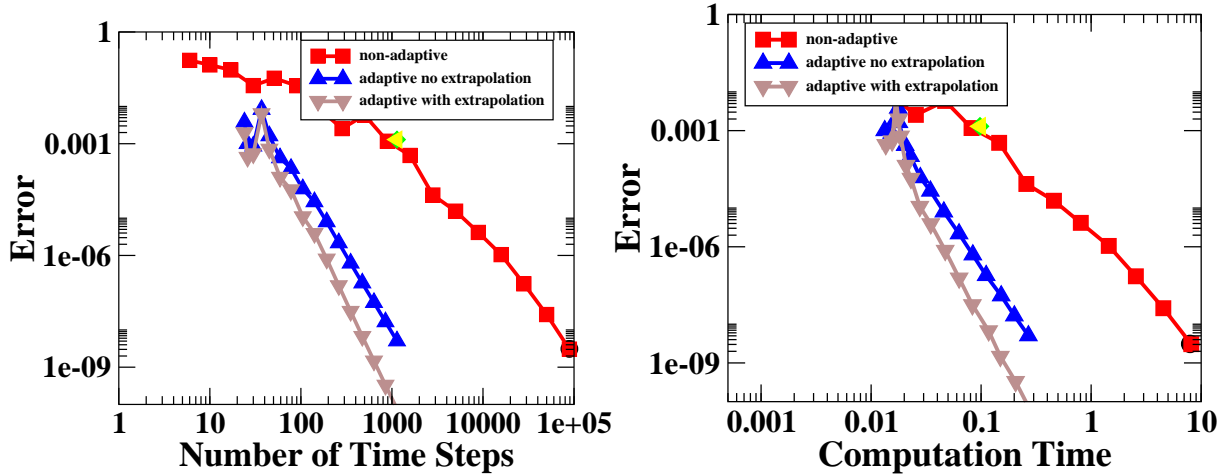 1
0.001
1e-06
1e-09
Error
1
10
100
1000
10000
1e+05
Number of Time Steps
non-adaptive
adaptive no extrapolation
adaptive with extrapolation
1
0.001
1e-06
1e-09
Error
0.001
0.01
0.1
1
10
Computation Time
non-adaptive
adaptive no extrapolation
adaptive with extrapolation